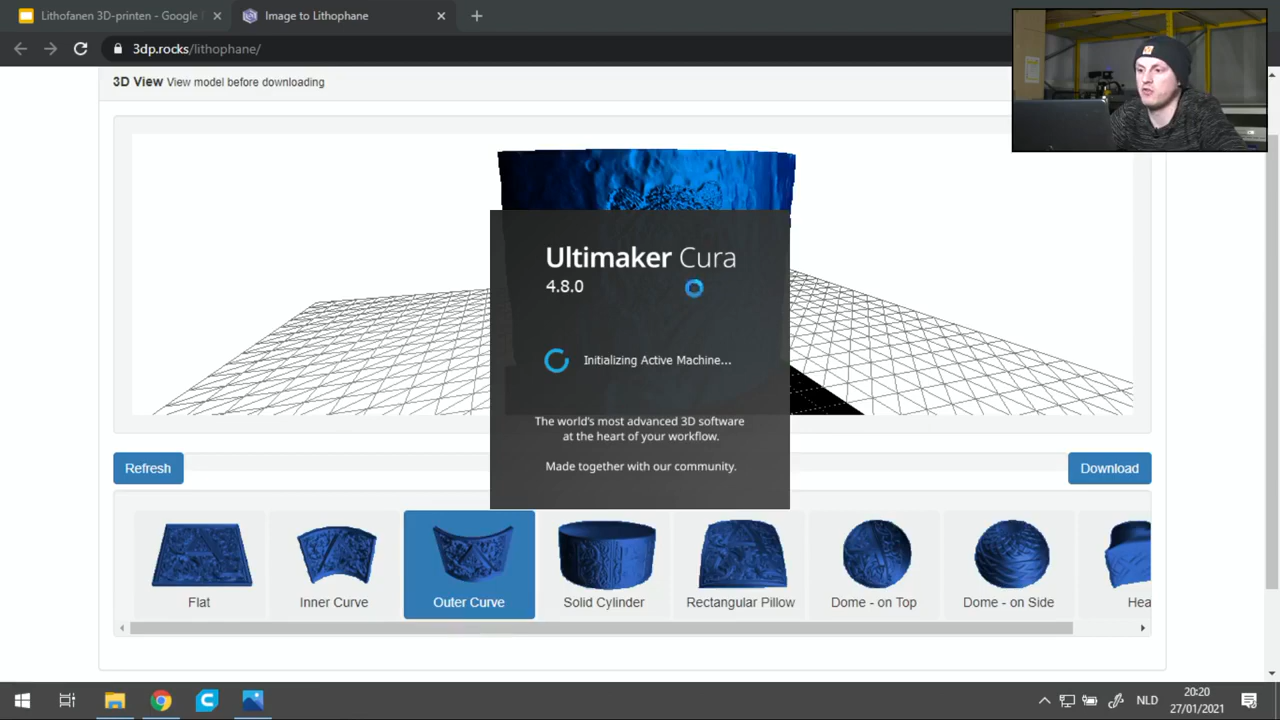 Lithofanen 3D-printen - Google
Image to Lithophane
3dp.rocks/lithophane/
3D View View model before downloading
Ultimaker Cura
4.8.0
Initializing Active Machine...
The world's most advanced 3D software
at the heart of your workflow.
Made together with our community.
Refresh
Download
Flat
Inner Curve
Outer Curve
Solid Cylinder
Rectangular Pillow
Dome - on Top
Dome - on Side
Hea
NLD
20:20
27/01/2021